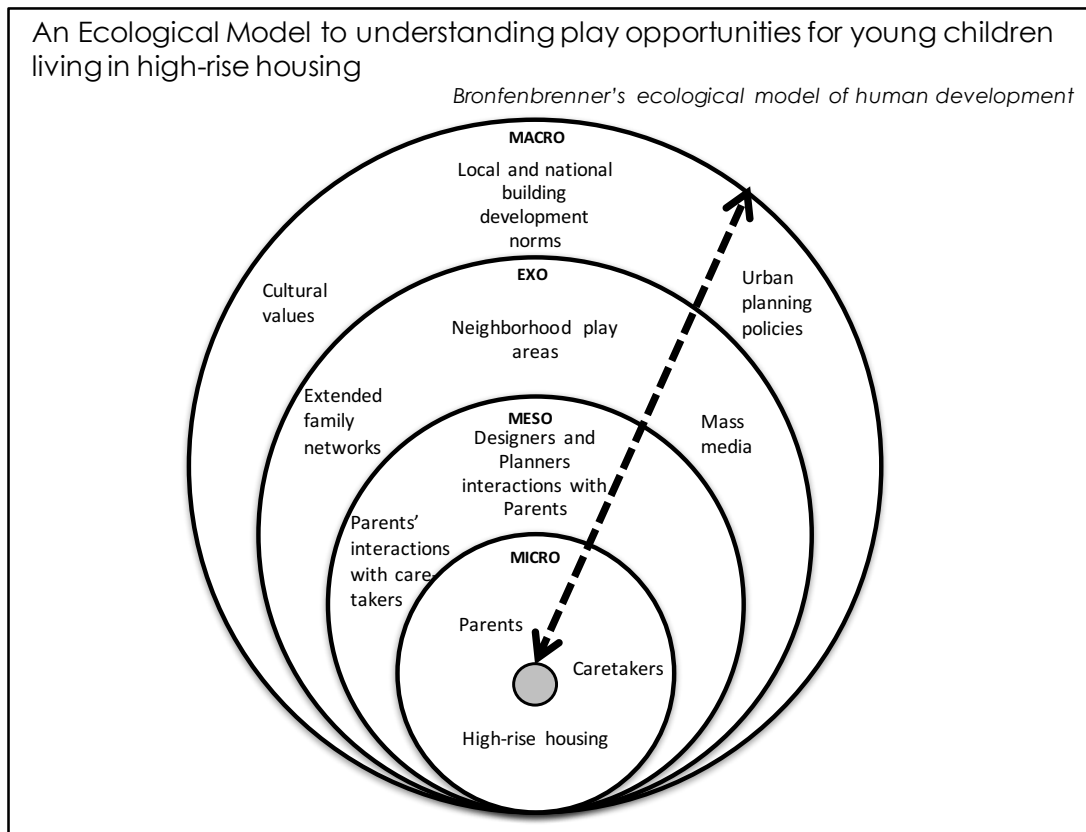 An Ecological Model to understanding play opportunities for young children
living in high-rise housing
Bronfenbrenner's ecological model of human development
MACRO
Local and national
building
development
norms
Cultural
values
Urban
planning
policies
EXO
Neighborhood play
areas
Extended
family
networks
Mass
media
MESO
Designers and
Planners
interactions with
Parents
Parents'
interactions
with care-
takers
MICRO
Parents
Caretakers
High-rise housing